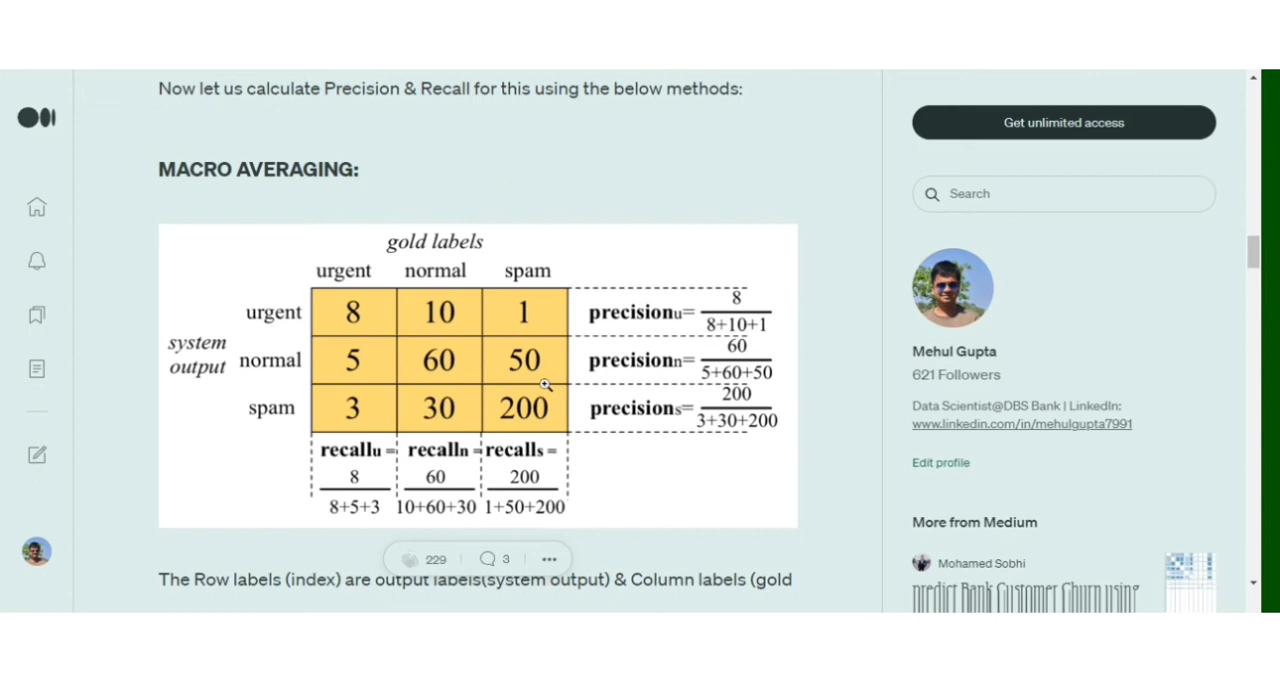 Now let us calculate Precision & Recall for this using the below methods:
MACRO AVERAGING:
gold labels
urgent normal spam
urgent 8 10 1 precisionu= 8 / 8+10+1
system output
normal 5 60 50 precisionn= 60 / 5+60+50
spam 3 30 200 precisions= 200 / 3+30+200
recallu = recalln = recalls =
8 60 200
8+5+3 10+60+30 1+50+200
229 3
The Row labels (index) are output labels(system output) & Column labels (gold
Get unlimited access
Search
Mehul Gupta
621 Followers
Data Scientist@DBS Bank | LinkedIn:
www.linkedin.com/in/mehulgupta7991
Edit profile
More from Medium
Mohamed Sobhi
predict Bank Customer Churn using